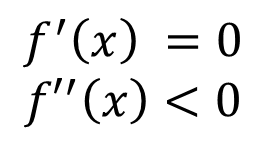 f′(x) = 0
f′′(x) < 0